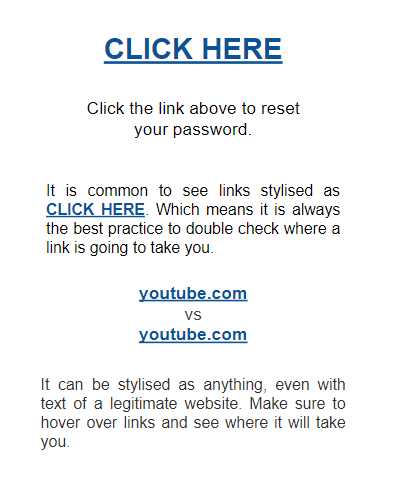 CLICK HERE
Click the link above to reset
your password.
It is common to see links stylised as
CLICK HERE. Which means it is always
the best practice to double check where a
link is going to take you.
youtube.com
vs
youtube.com
It can be stylised as anything, even with
text of a legitimate website. Make sure to
hover over links and see where it will take
you.